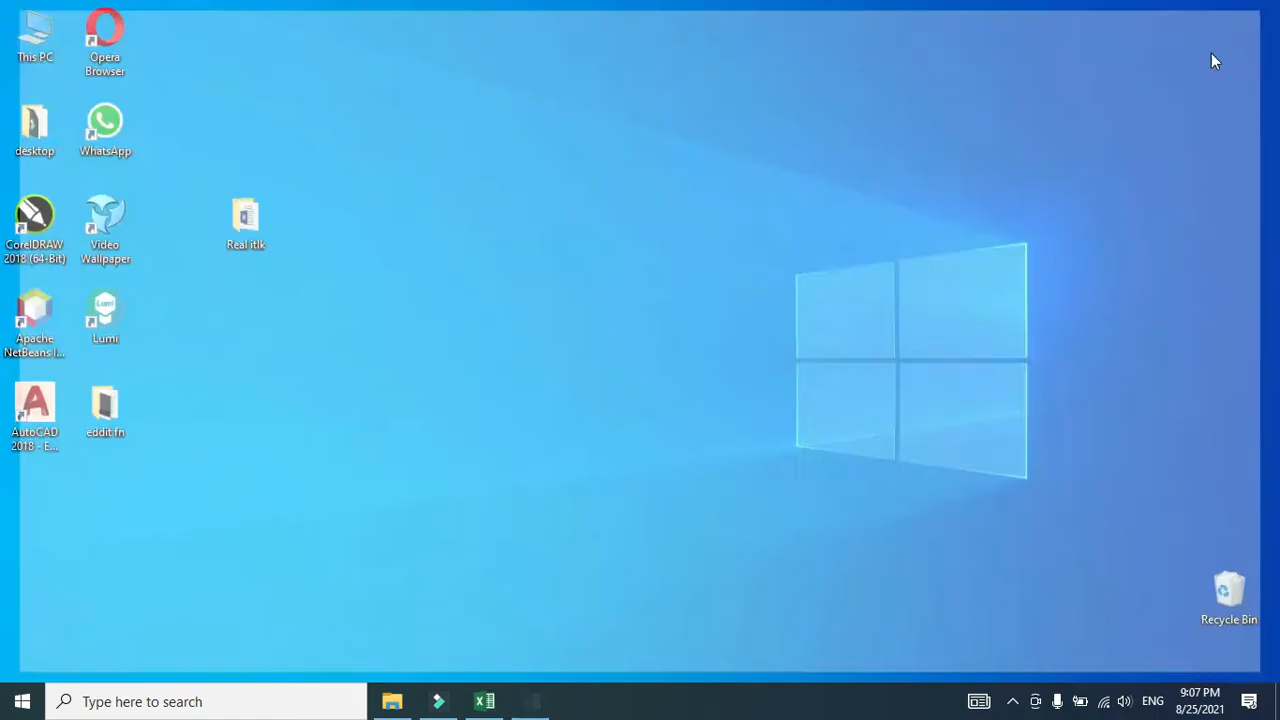 This PC
Opera
Browser
desktop
WhatsApp
CorelDRAW
2018 (64-Bit)
Video
Wallpaper
Real itlk
Apache
NetBeans I...
Lumi
Lumi
AutoCAD
2018 - E...
eddit fn
Recycle Bin
Type here to search
ENG
9:07 PM
8/25/2021